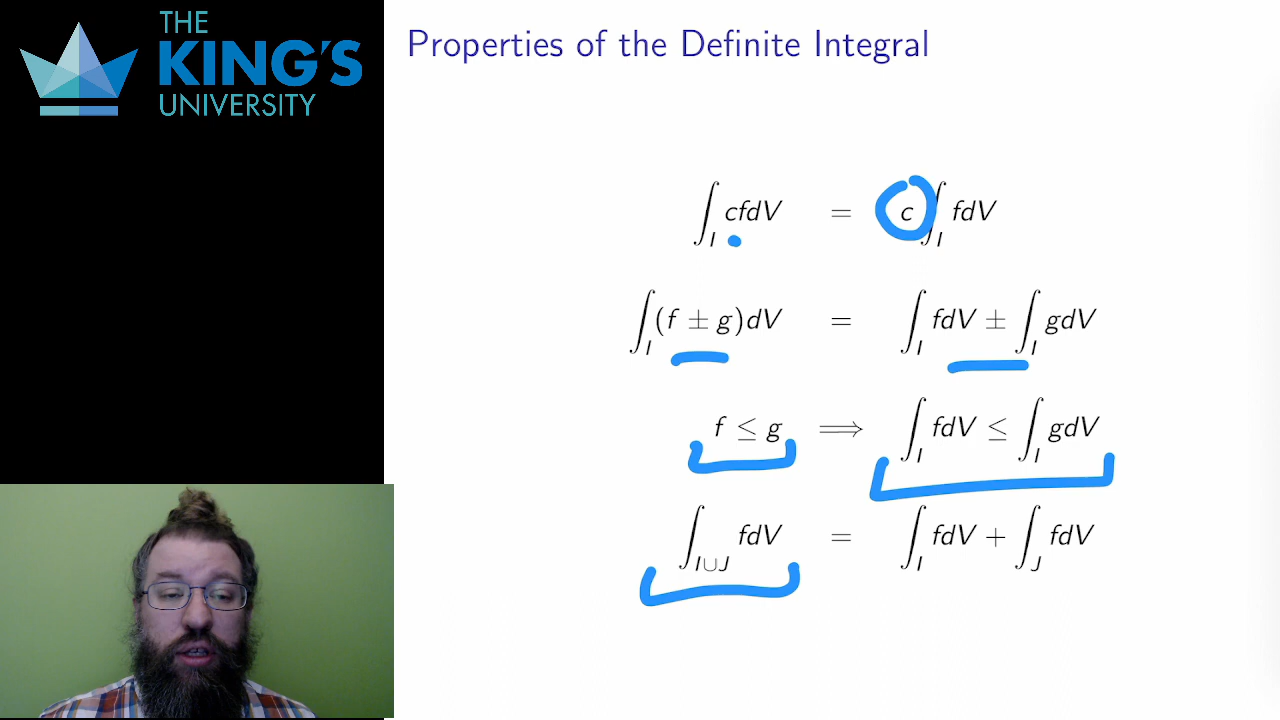 THE
KING'S
UNIVERSITY
Properties of the Definite Integral
∫_I cfdV = c ∫_I fdV
∫_I (f ± g)dV = ∫_I fdV ± ∫_I gdV
f ≤ g ⟹ ∫_I fdV ≤ ∫_I gdV
∫_{I∪J} fdV = ∫_I fdV + ∫_J fdV